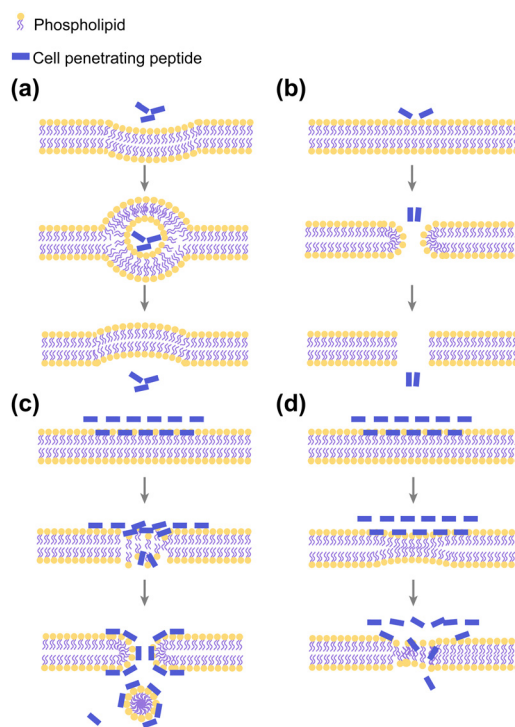 Phospholipid
Cell penetrating peptide
(a)
(b)
(c)
(d)